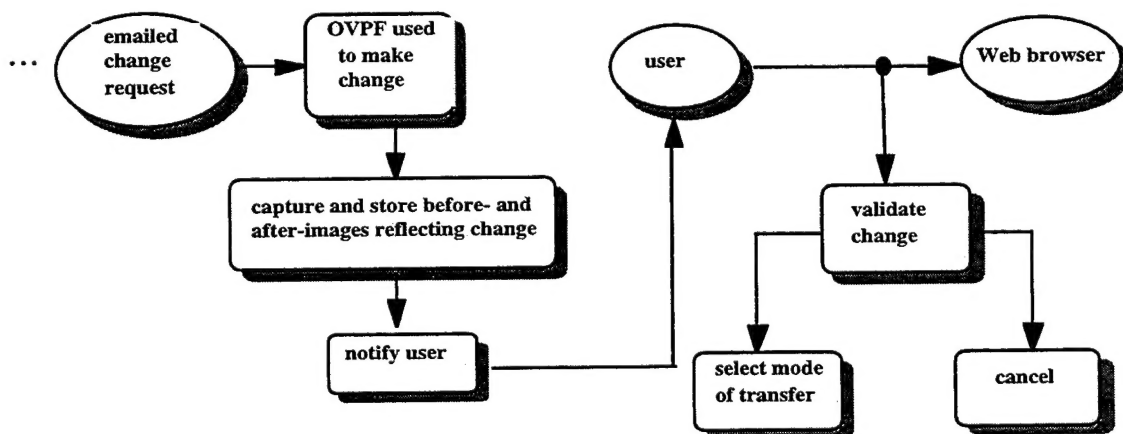 ...
emailed
change
request
OVPF used
to make
change
capture and store before- and
after-images reflecting change
notify user
user
Web browser
validate
change
select mode
of transfer
cancel